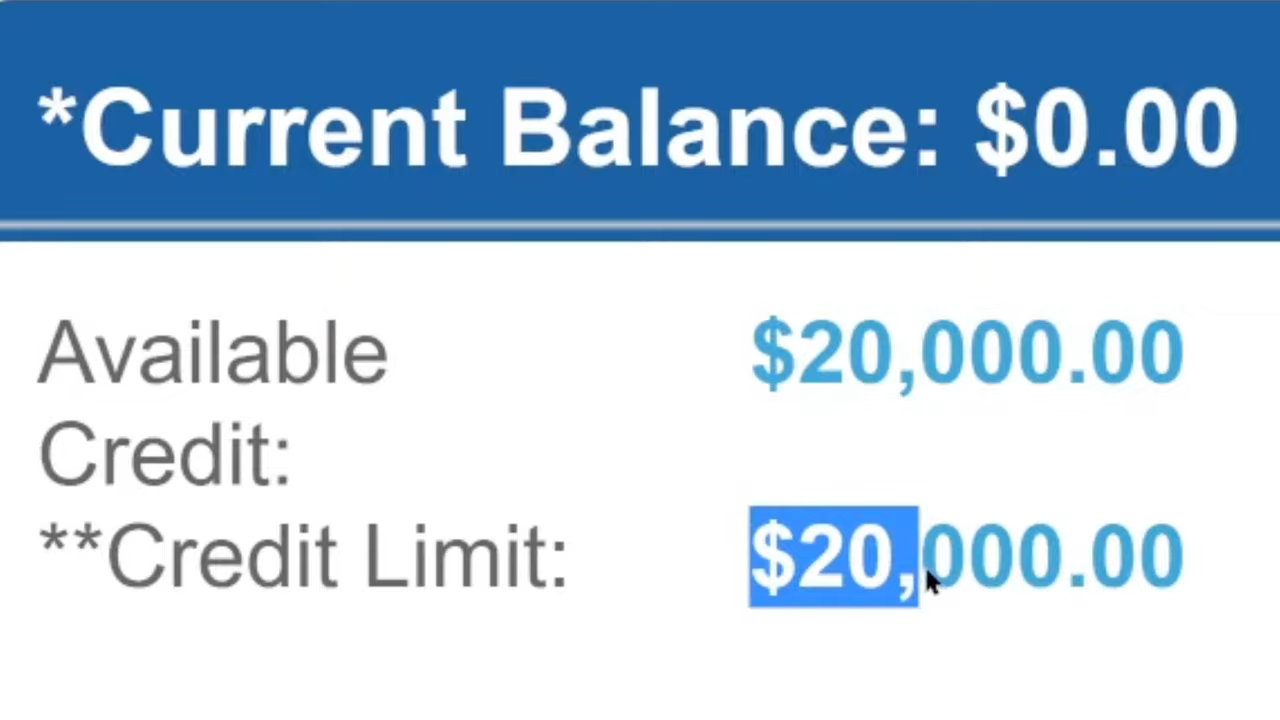 *Current Balance: $0.00
Available $20,000.00
Credit:
**Credit Limit: $20,000.00